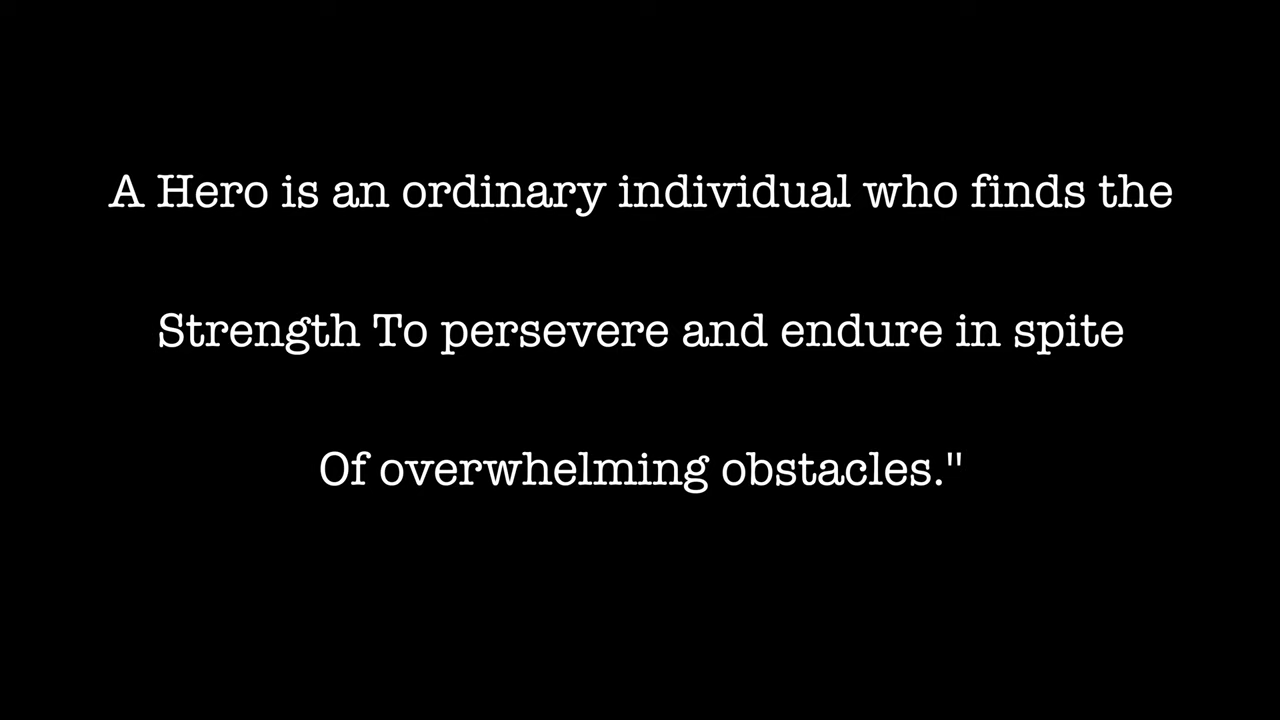 A Hero is an ordinary individual who finds the
Strength To persevere and endure in spite
Of overwhelming obstacles."